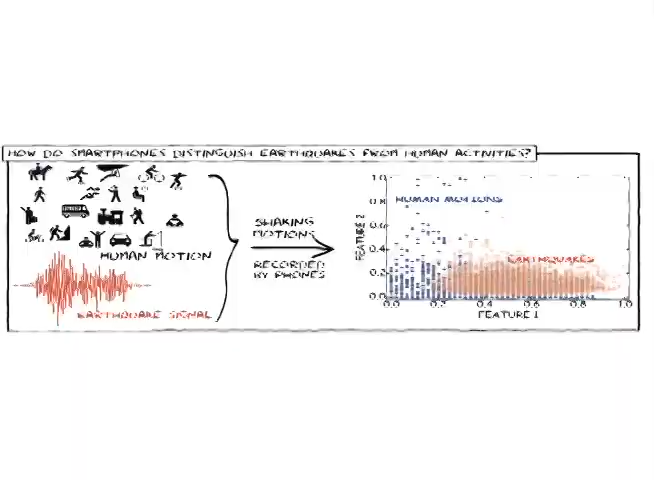 HOW DO SMARTPHONES DISTINGUISH EARTHQUAKES FROM HUMAN ACTIVITIES?
HUMAN MOTION
EARTHQUAKE SIGNAL
SHAKING
MOTIONS
RECORDED
BY PHONES
FEATURE 2
1.0
0.8
0.6
0.4
0.2
0.0
HUMAN MOTIONS
EARTHQUAKES
0.0 0.2 0.4 0.6 0.8 1.0
FEATURE 1